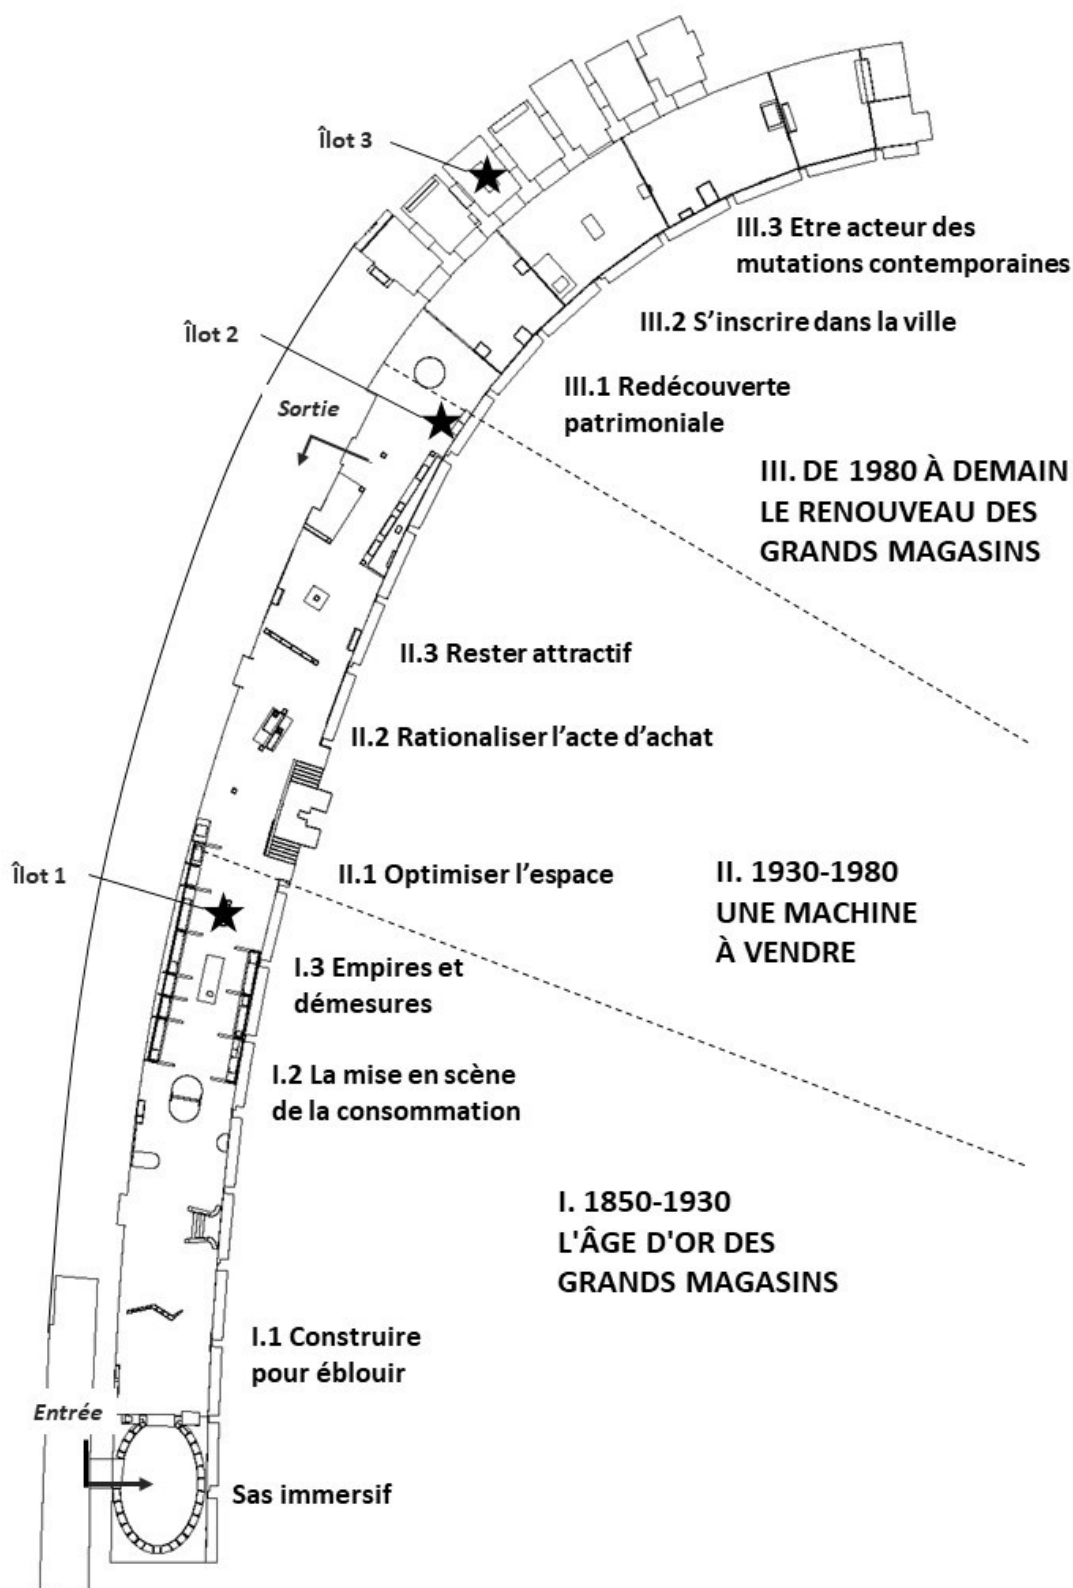 Îlot 3
III.3 Etre acteur des
mutations contemporaines
III.2 S’inscrire dans la ville
Îlot 2
III.1 Redécouverte
patrimoniale
Sortie
III. DE 1980 À DEMAIN
LE RENOUVEAU DES
GRANDS MAGASINS
II.3 Rester attractif
II.2 Rationaliser l’acte d’achat
Îlot 1
II.1 Optimiser l’espace
II. 1930-1980
UNE MACHINE
À VENDRE
I.3 Empires et
démesures
I.2 La mise en scène
de la consommation
I. 1850-1930
L'ÂGE D'OR DES
GRANDS MAGASINS
I.1 Construire
pour éblouir
Entrée
Sas immersif